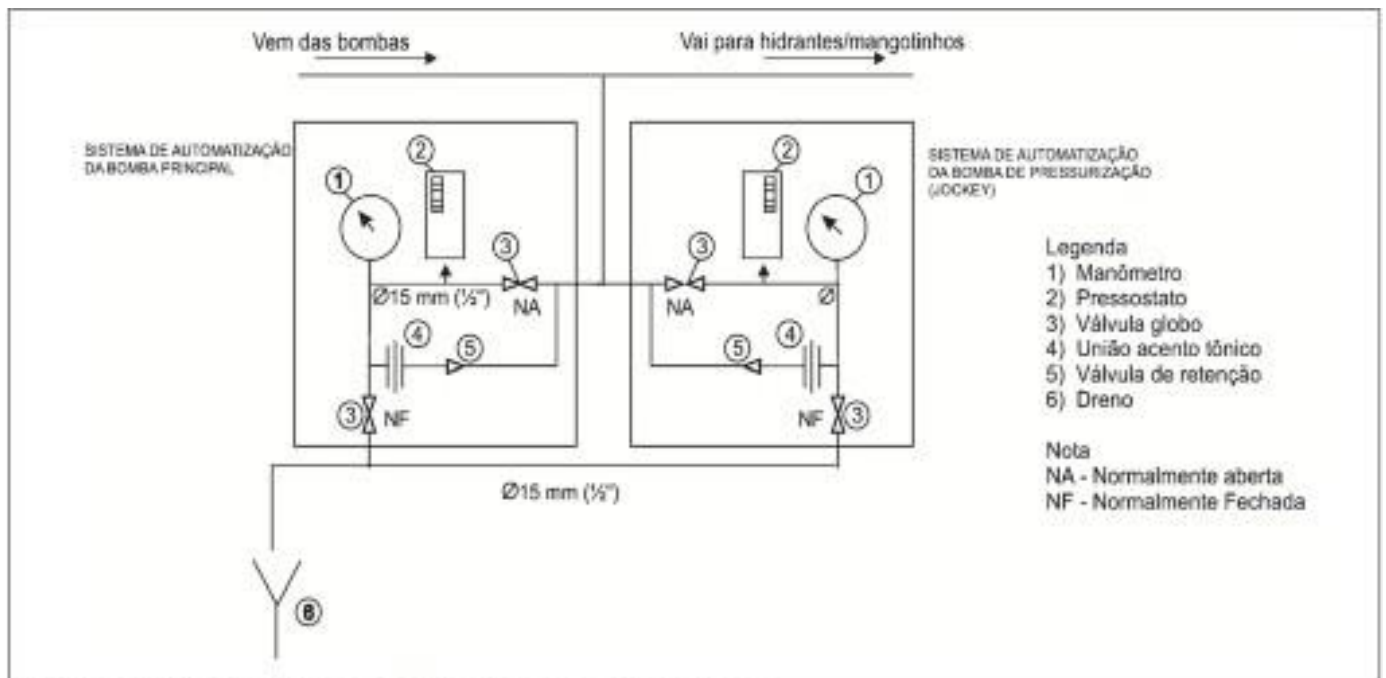 Vem das bombas
Vai para hidrantes/mangotinhos
SISTEMA DE AUTOMATIZAÇÃO
DA BOMBA PRINCIPAL
SISTEMA DE AUTOMATIZAÇÃO
DA BOMBA DE PRESSURIZAÇÃO
(JOCKEY)
1
2
2
1
3
3
Ø15 mm (½")
NA
NA
Ø
4
5
5
4
3
NF
NF
3
Ø15 mm (½")
6
Legenda
1) Manômetro
2) Pressostato
3) Válvula globo
4) União acento tônico
5) Válvula de retenção
6) Dreno
Nota
NA - Normalmente aberta
NF - Normalmente Fechada